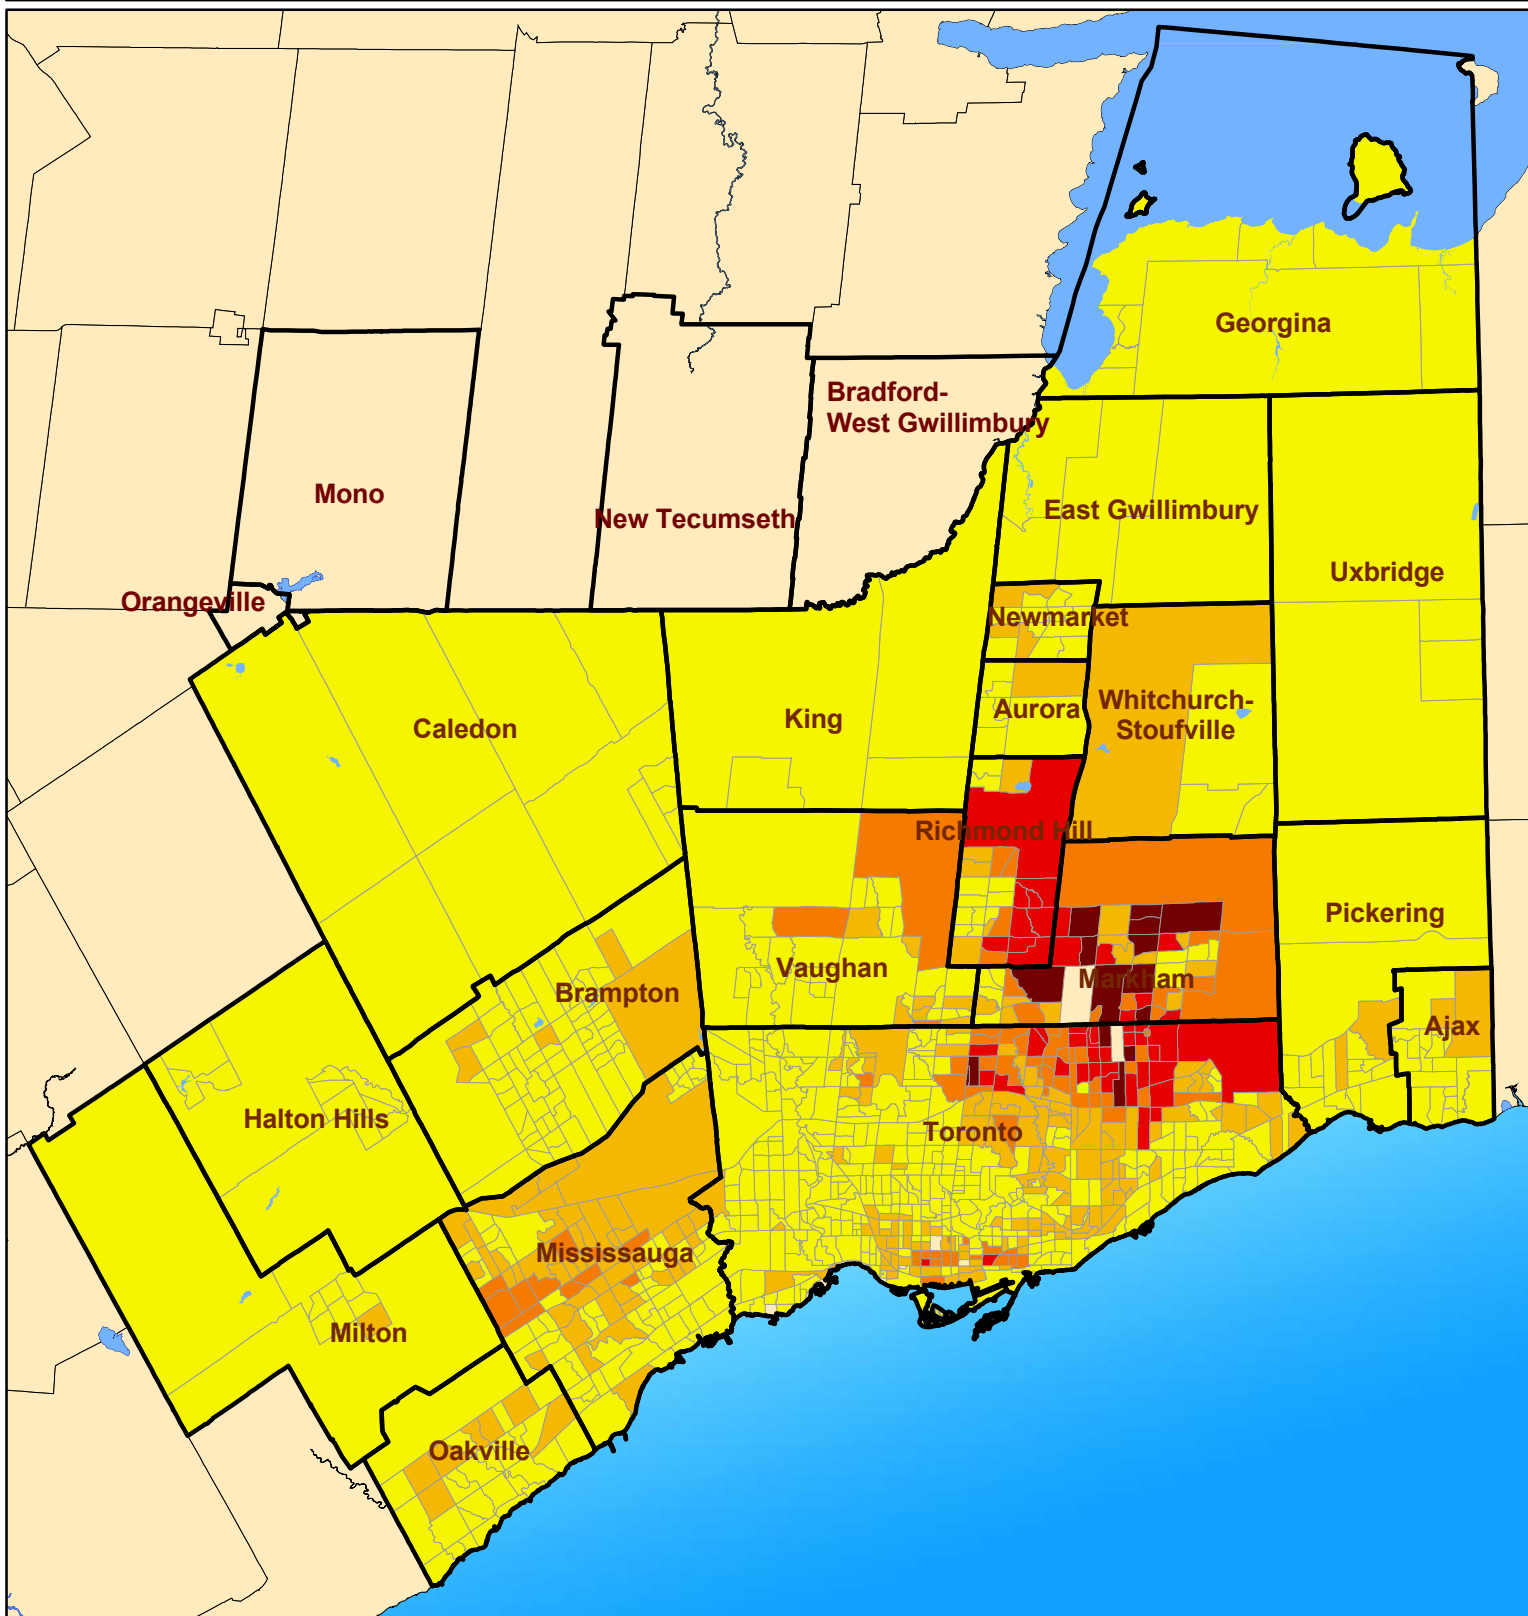 Georgina
Bradford-
West Gwillimbury
Mono
New Tecumseth
East Gwillimbury
Uxbridge
Orangeville
Newmarket
Caledon
King
Aurora
Whitchurch-
Stoufville
Richmond Hill
Pickering
Vaughan
Markham
Brampton
Ajax
Halton Hills
Toronto
Mississauga
Milton
Oakville